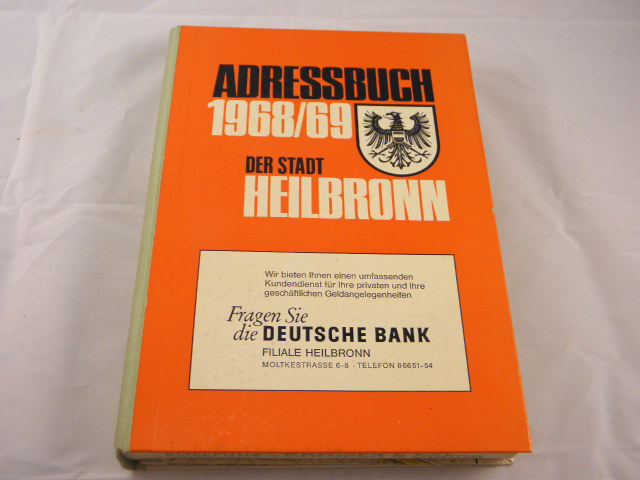 ADRESSBUCH
1968/69
DER STADT
HEILBRONN
Wir bieten Ihnen einen umfassenden
Kundendienst für Ihre privaten und Ihre
geschäftlichen Geldangelegenheiten
Fragen Sie
die DEUTSCHE BANK
FILIALE HEILBRONN
MOLTKESTRASSE 6-8 · TELEFON 86651-54